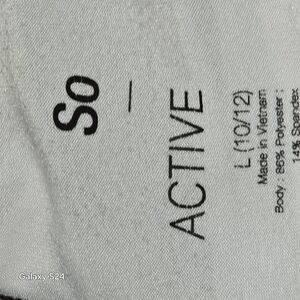 So
ACTIVE
L (10/12)
Made in Vietnam
Body : 86% Polyester ;
14% Spandex
Galaxy S24